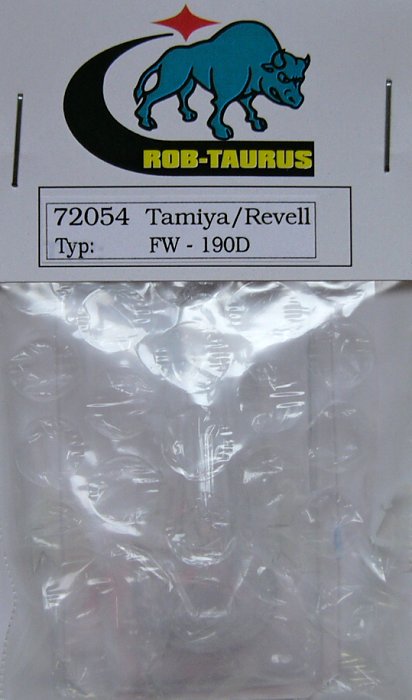 ROB-TAURUS
72054 Tamiya/Revell
Typ: FW - 190D